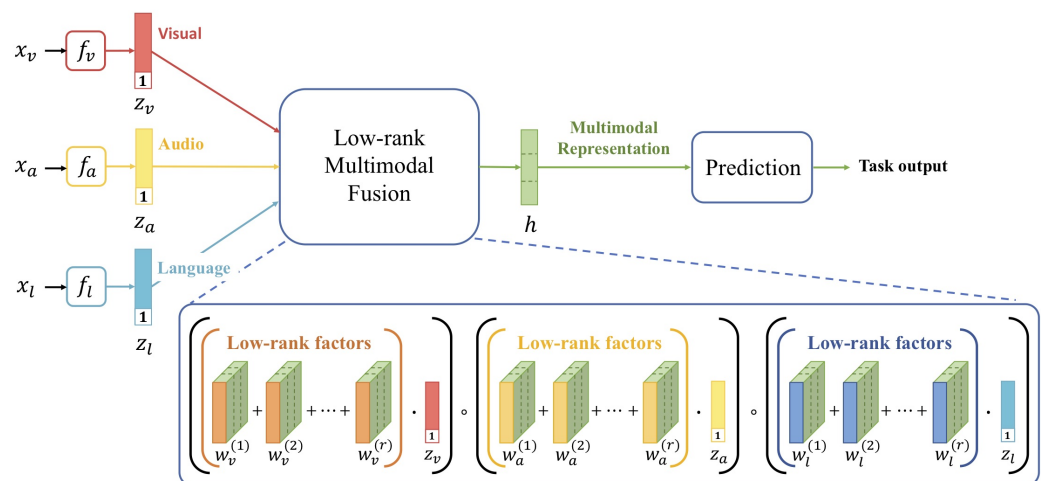 x_v
f_v
1
z_v
Visual
x_a
f_a
1
z_a
Audio
x_l
f_l
1
z_l
Language
Low-rank
Multimodal
Fusion
h
Multimodal
Representation
Prediction
Task output
Low-rank factors
+ + ⋯ + · 1
w_v^(1) w_v^(2) w_v^(r) z_v
∘
Low-rank factors
+ + ⋯ + · 1
w_a^(1) w_a^(2) w_a^(r) z_a
∘
Low-rank factors
+ + ⋯ + · 1
w_l^(1) w_l^(2) w_l^(r) z_l